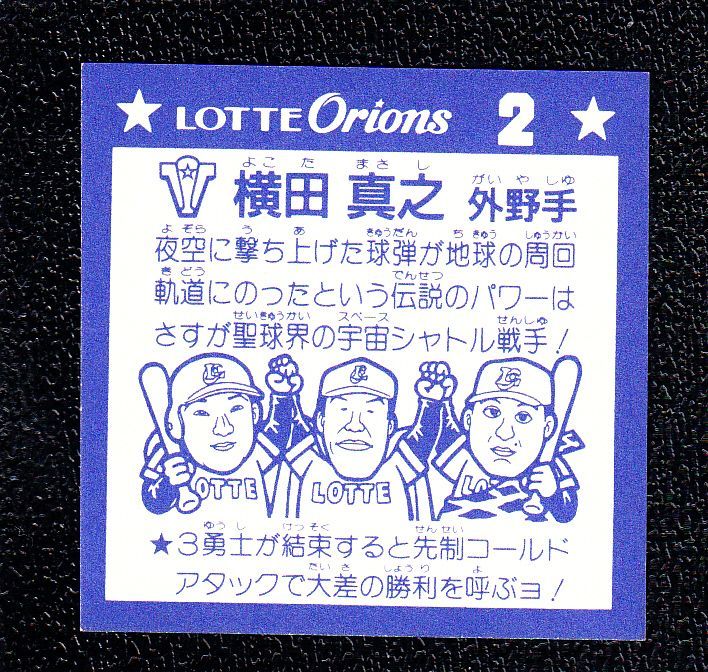 ★ LOTTE Orions 2 ★
よこた まさし がいやしゅ
横田 真之 外野手
よぞら う あ きゅうだん ちきゅう しゅうかい
夜空に撃ち上げた球弾が地球の周回
きどう でんせつ
軌道にのったという伝説のパワーは
せいきゅうかい スペース せんしゅ
さすが聖球界の宇宙シャトル戦手!
LOTTE LOTTE LO
ゆうし けっそく せんせい
★3勇士が結束すると先制コールド
たいさ しょうり よ
アタックで大差の勝利を呼ぶヨ!